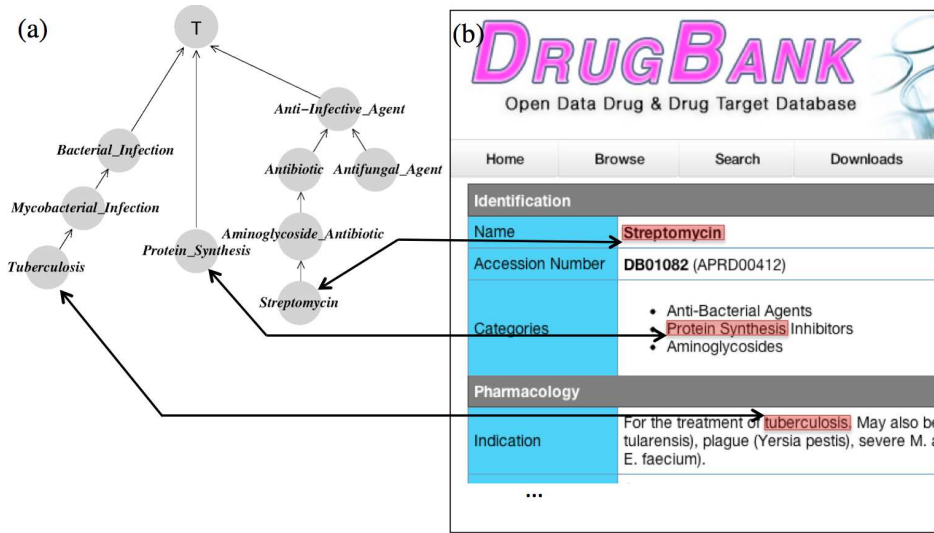 (a)
T
Anti-Infective_Agent
Bacterial_Infection
Antibiotic
Antifungal_Agent
Mycobacterial_Infection
Aminoglycoside_Antibiotic
Protein_Synthesis
Tuberculosis
Streptomycin
(b)
DRUGBANK
Open Data Drug & Drug Target Database
Home Browse Search Downloads
Identification
Name Streptomycin
Accession Number DB01082 (APRD00412)
Categories
• Anti-Bacterial Agents
• Protein Synthesis Inhibitors
• Aminoglycosides
Pharmacology
Indication
For the treatment of tuberculosis. May also be
tularensis), plague (Yersia pestis), severe M. a
E. faecium).
...